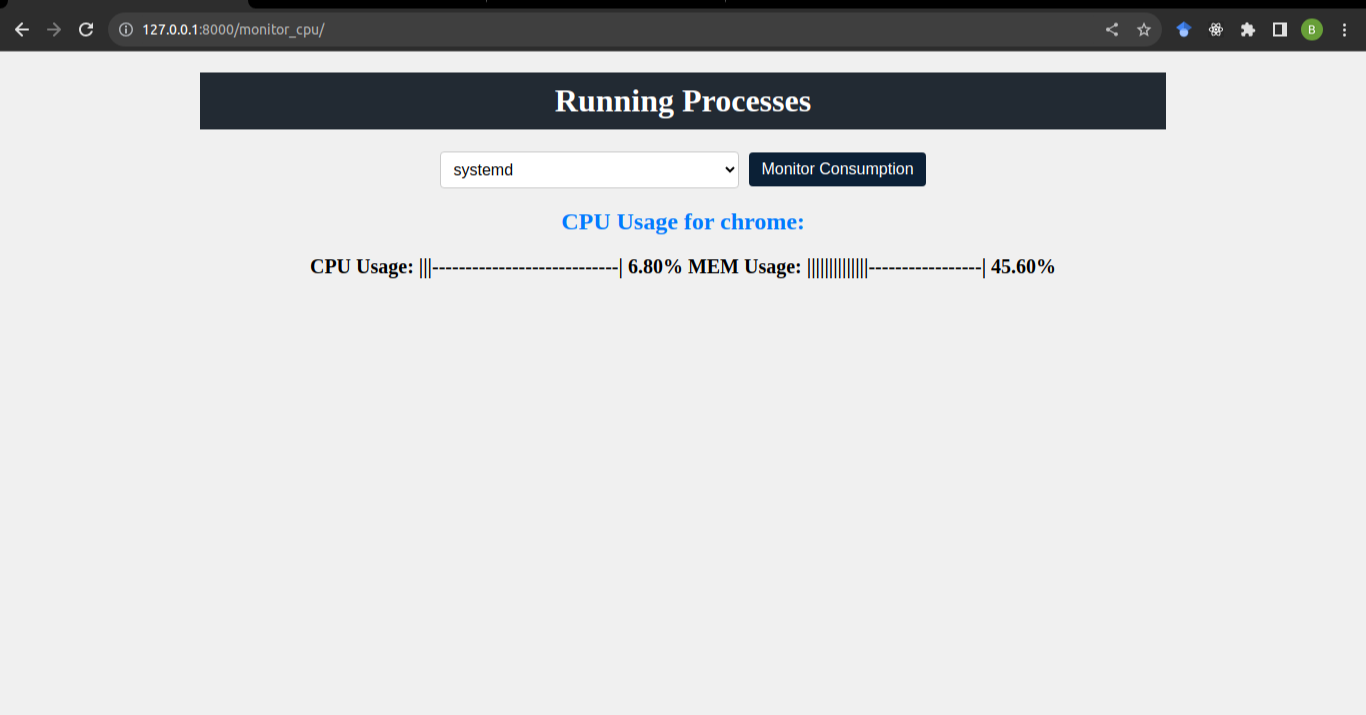 127.0.0.1:8000/monitor_cpu/
B
Running Processes
systemd
Monitor Consumption
CPU Usage for chrome:
CPU Usage: |||----------------------------| 6.80% MEM Usage: ||||||||||||||-----------------| 45.60%